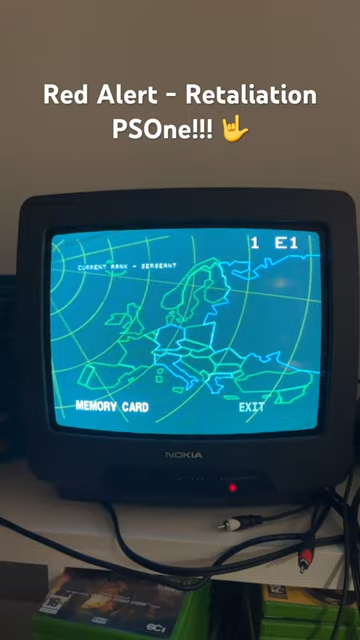 Red Alert - Retaliation
PSOne!!! 🤟
1 E1
CURRENT RANK - SERGEANT
MEMORY CARD
EXIT
NOKIA